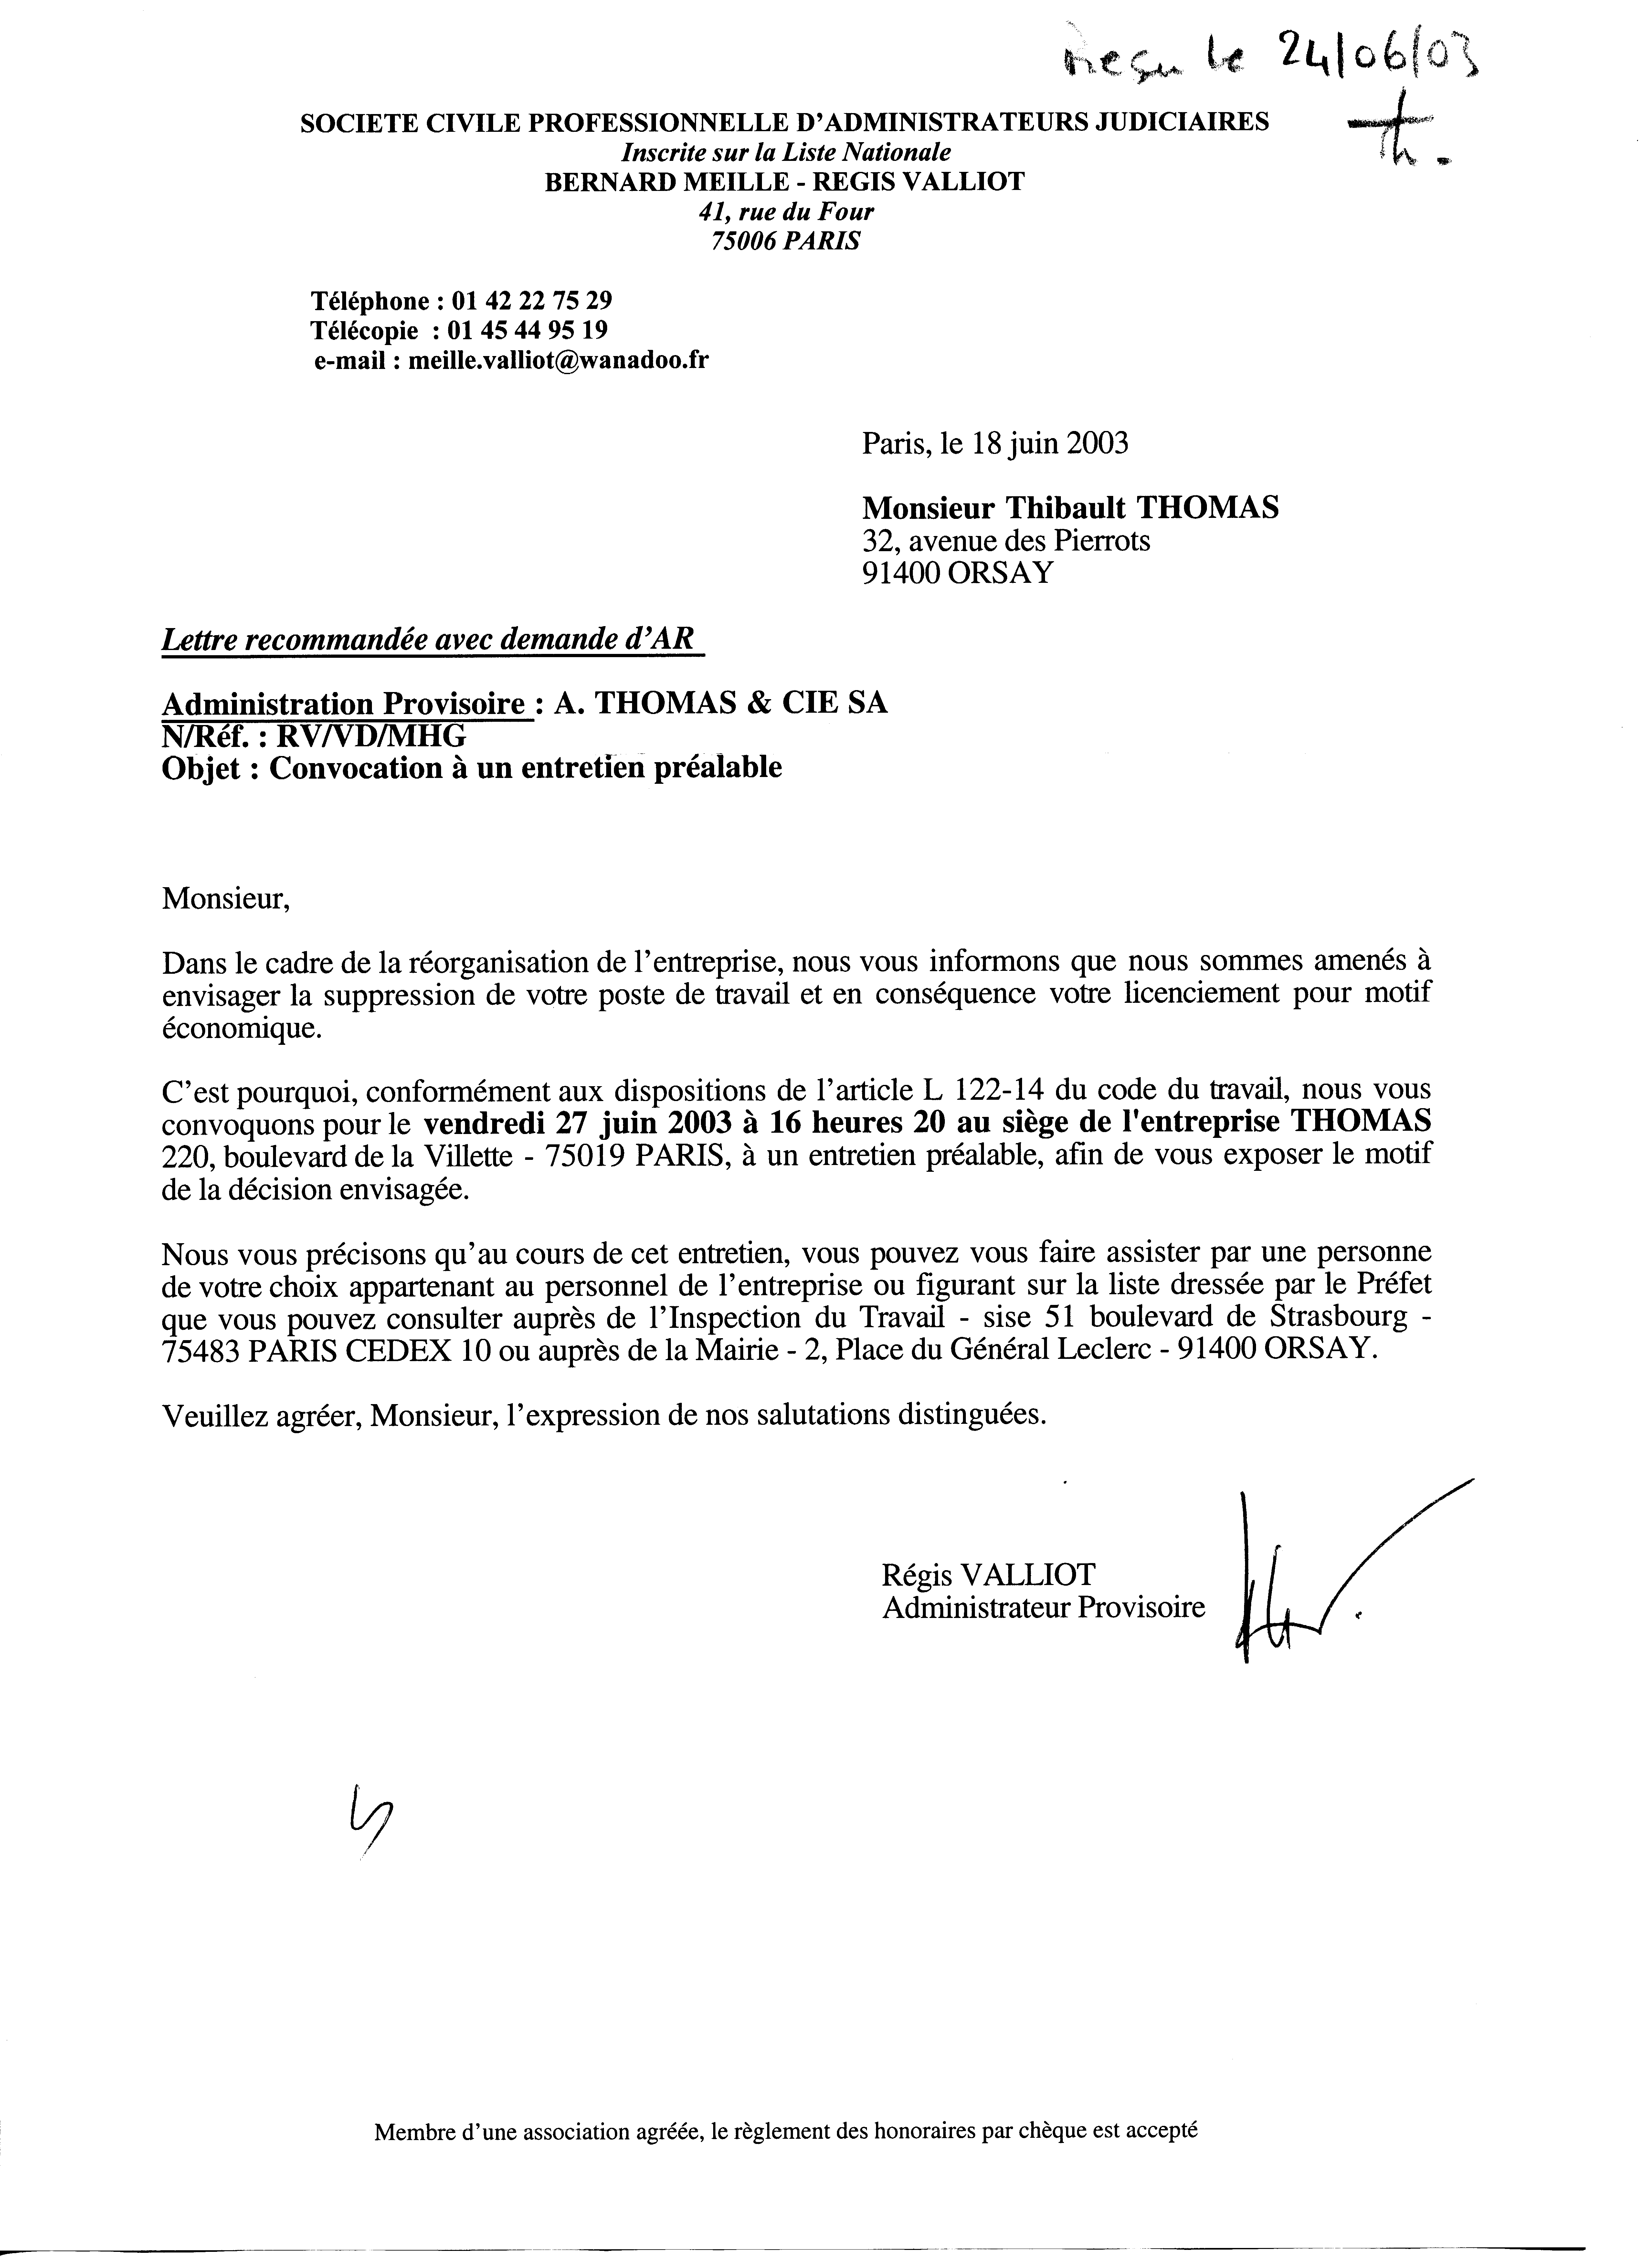 Reçu le 24/06/03
Th.
SOCIETE CIVILE PROFESSIONNELLE D’ADMINISTRATEURS JUDICIAIRES
Inscrite sur la Liste Nationale
BERNARD MEILLE - REGIS VALLIOT
41, rue du Four
75006 PARIS
Téléphone : 01 42 22 75 29
Télécopie : 01 45 44 95 19
e-mail : meille.valliot@wanadoo.fr
Paris, le 18 juin 2003
Monsieur Thibault THOMAS
32, avenue des Pierrots
91400 ORSAY
Lettre recommandée avec demande d’AR
Administration Provisoire : A. THOMAS & CIE SA
N/Réf. : RV/VD/MHG
Objet : Convocation à un entretien préalable
Monsieur,
Dans le cadre de la réorganisation de l’entreprise, nous vous informons que nous sommes amenés à
envisager la suppression de votre poste de travail et en conséquence votre licenciement pour motif
économique.
C’est pourquoi, conformément aux dispositions de l’article L 122-14 du code du travail, nous vous
convoquons pour le vendredi 27 juin 2003 à 16 heures 20 au siège de l'entreprise THOMAS
220, boulevard de la Villette - 75019 PARIS, à un entretien préalable, afin de vous exposer le motif
de la décision envisagée.
Nous vous précisons qu’au cours de cet entretien, vous pouvez vous faire assister par une personne
de votre choix appartenant au personnel de l’entreprise ou figurant sur la liste dressée par le Préfet
que vous pouvez consulter auprès de l’Inspection du Travail - sise 51 boulevard de Strasbourg -
75483 PARIS CEDEX 10 ou auprès de la Mairie - 2, Place du Général Leclerc - 91400 ORSAY.
Veuillez agréer, Monsieur, l’expression de nos salutations distinguées.
Régis VALLIOT
Administrateur Provisoire
Membre d’une association agréée, le règlement des honoraires par chèque est accepté